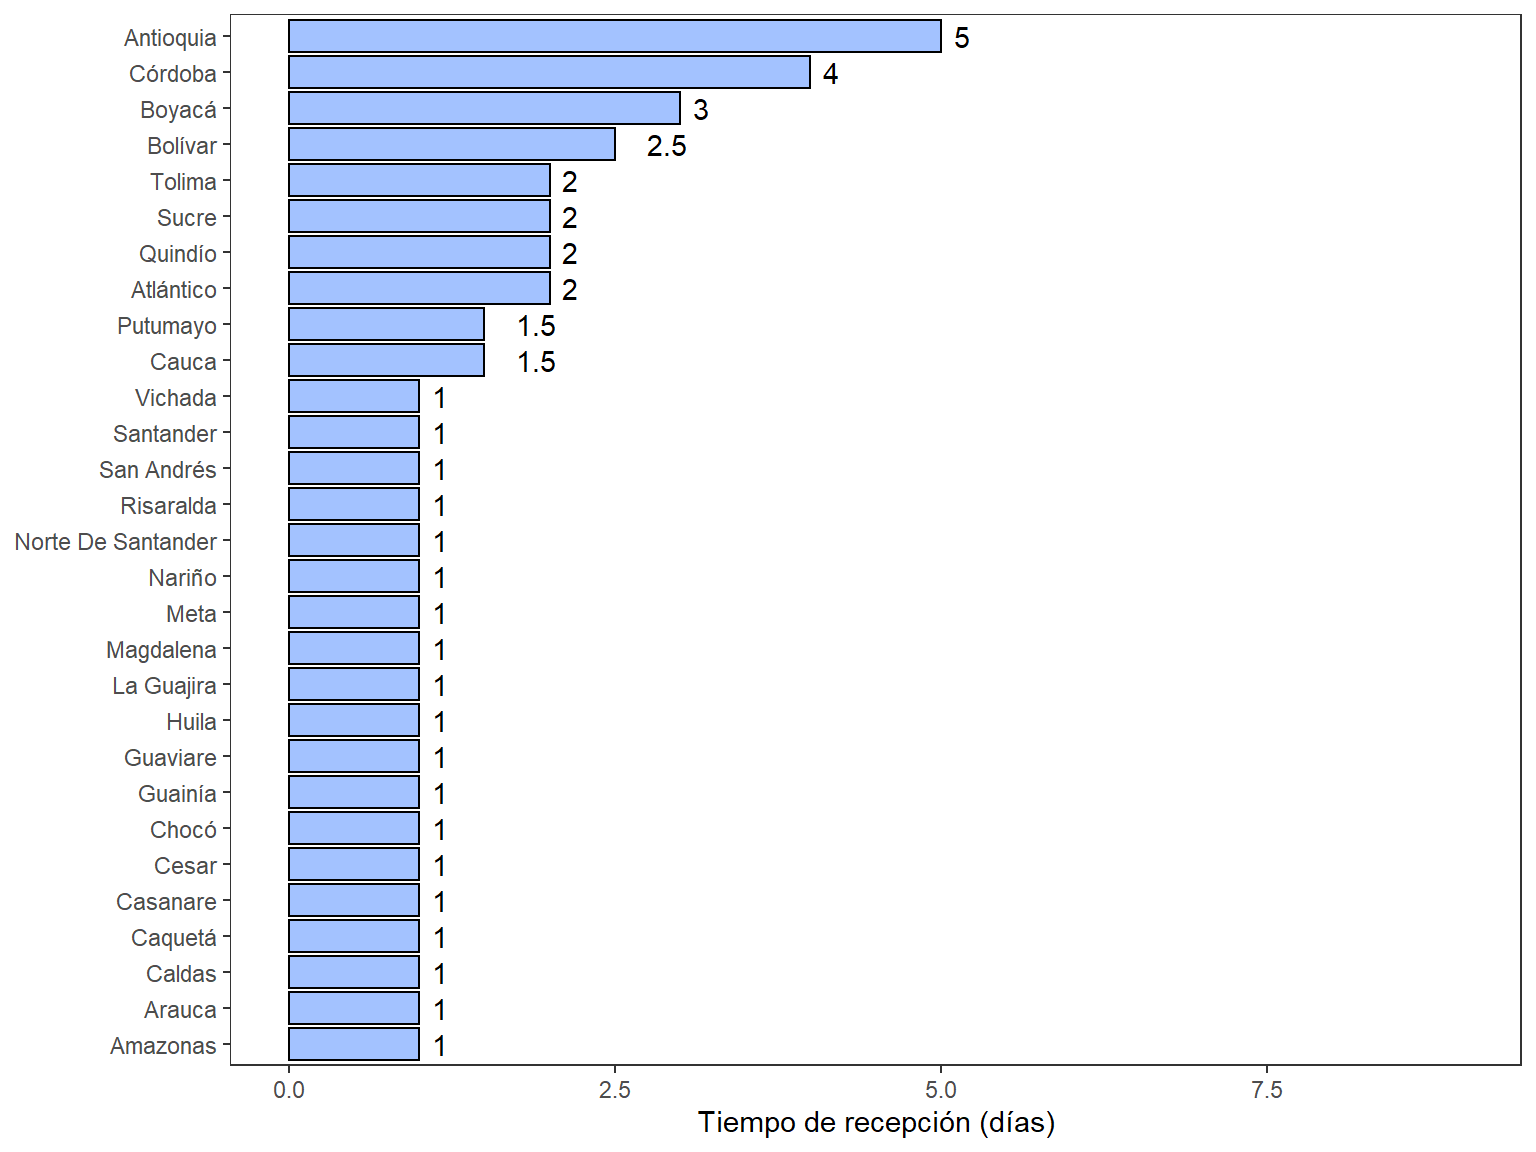 Antioquia 5
Córdoba 4
Boyacá 3
Bolívar 2.5
Tolima 2
Sucre 2
Quindío 2
Atlántico 2
Putumayo 1.5
Cauca 1.5
Vichada 1
Santander 1
San Andrés 1
Risaralda 1
Norte De Santander 1
Nariño 1
Meta 1
Magdalena 1
La Guajira 1
Huila 1
Guaviare 1
Guainía 1
Chocó 1
Cesar 1
Casanare 1
Caquetá 1
Caldas 1
Arauca 1
Amazonas 1
0.0 2.5 5.0 7.5
Tiempo de recepción (días)